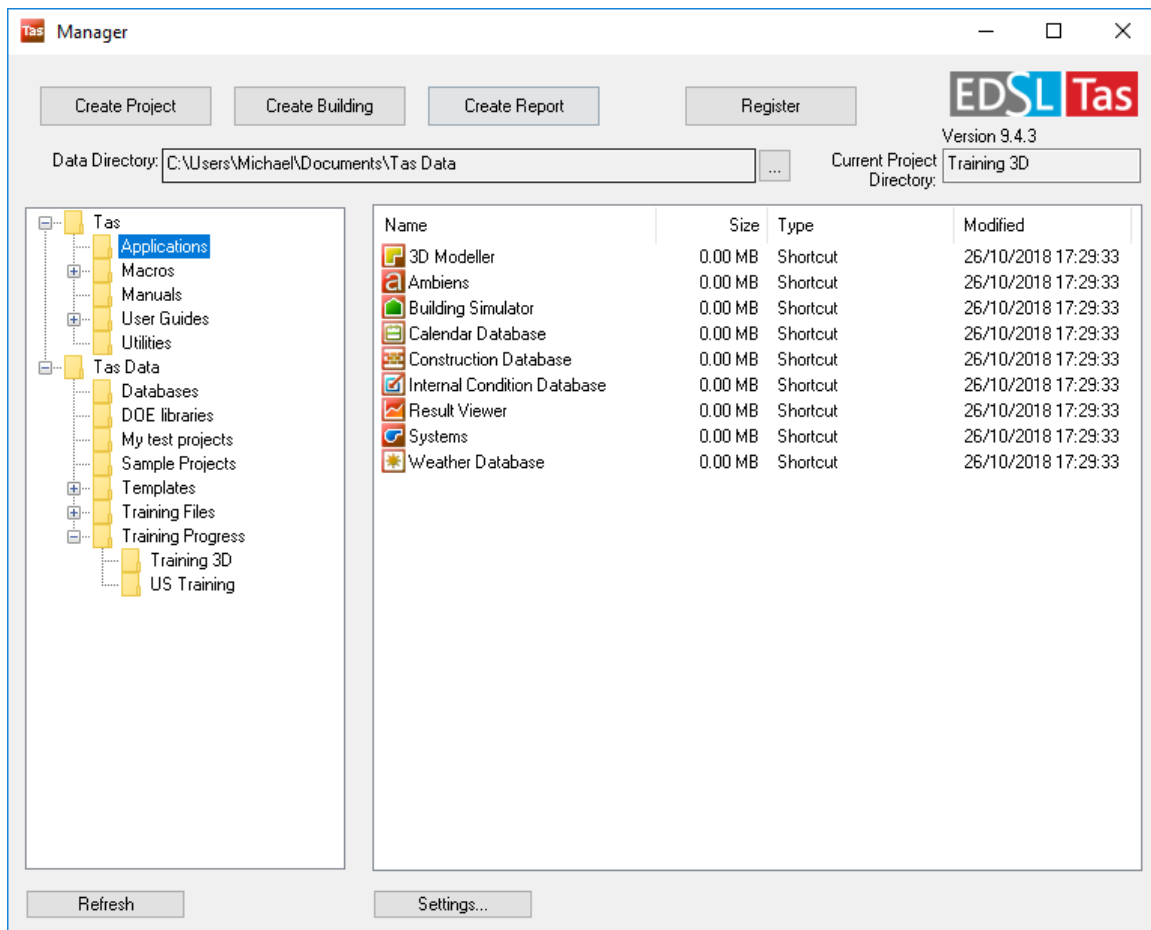 Tas Manager
Create Project Create Building Create Report Register EDSL Tas
Version 9.4.3
Data Directory: C:\Users\Michael\Documents\Tas Data ... Current Project Directory: Training 3D
Tas
Applications
Macros
Manuals
User Guides
Utilities
Tas Data
Databases
DOE libraries
My test projects
Sample Projects
Templates
Training Files
Training Progress
Training 3D
US Training
Name Size Type Modified
3D Modeller 0.00 MB Shortcut 26/10/2018 17:29:33
Ambiens 0.00 MB Shortcut 26/10/2018 17:29:33
Building Simulator 0.00 MB Shortcut 26/10/2018 17:29:33
Calendar Database 0.00 MB Shortcut 26/10/2018 17:29:33
Construction Database 0.00 MB Shortcut 26/10/2018 17:29:33
Internal Condition Database 0.00 MB Shortcut 26/10/2018 17:29:33
Result Viewer 0.00 MB Shortcut 26/10/2018 17:29:33
Systems 0.00 MB Shortcut 26/10/2018 17:29:33
Weather Database 0.00 MB Shortcut 26/10/2018 17:29:33
Refresh Settings...